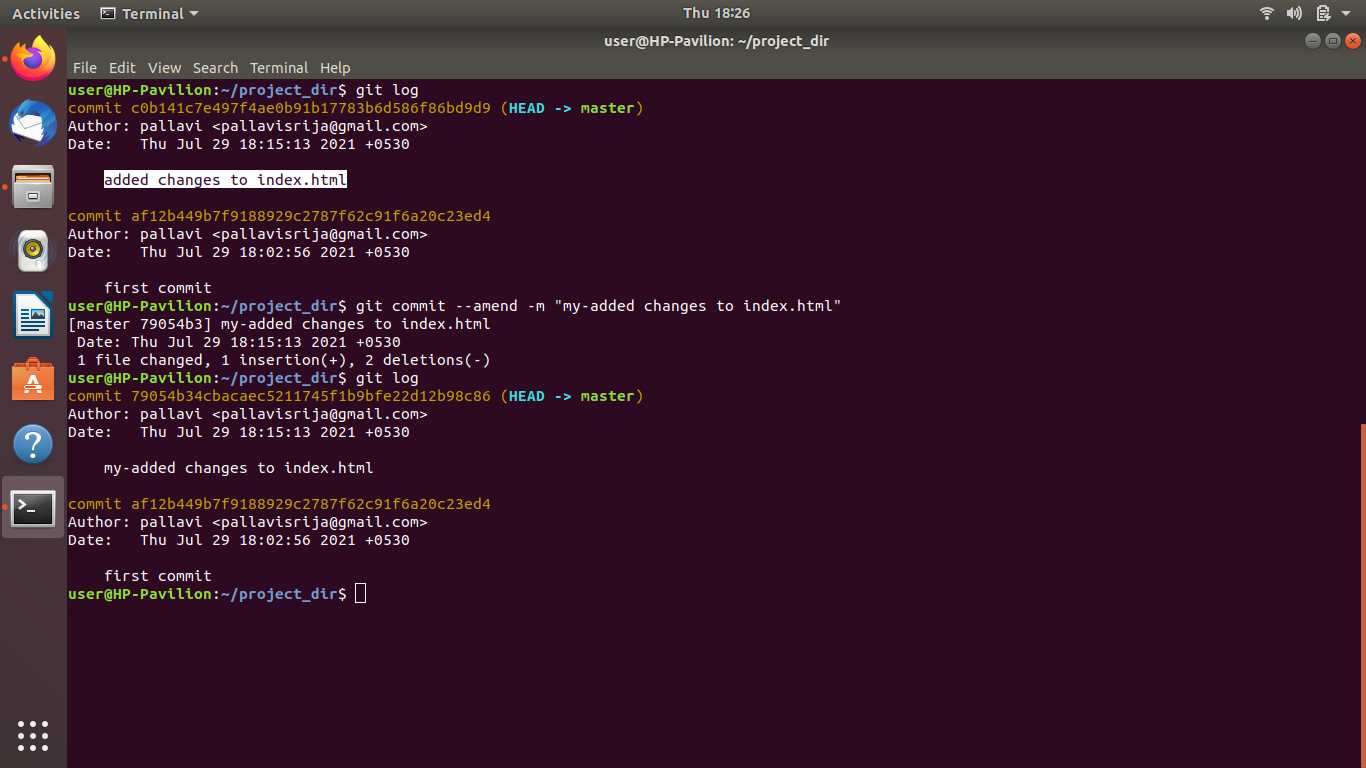 Activities Terminal Thu 18:26
user@HP-Pavilion: ~/project_dir
File Edit View Search Terminal Help
user@HP-Pavilion:~/project_dir$ git log
commit c0b141c7e497f4ae0b91b17783b6d586f86bd9d9 (HEAD -> master)
Author: pallavi <pallavisrija@gmail.com>
Date:   Thu Jul 29 18:15:13 2021 +0530
    added changes to index.html
commit af12b449b7f9188929c2787f62c91f6a20c23ed4
Author: pallavi <pallavisrija@gmail.com>
Date:   Thu Jul 29 18:02:56 2021 +0530
    first commit
user@HP-Pavilion:~/project_dir$ git commit --amend -m "my-added changes to index.html"
[master 79054b3] my-added changes to index.html
 Date: Thu Jul 29 18:15:13 2021 +0530
 1 file changed, 1 insertion(+), 2 deletions(-)
user@HP-Pavilion:~/project_dir$ git log
commit 79054b34cbacaec5211745f1b9bfe22d12b98c86 (HEAD -> master)
Author: pallavi <pallavisrija@gmail.com>
Date:   Thu Jul 29 18:15:13 2021 +0530
    my-added changes to index.html
commit af12b449b7f9188929c2787f62c91f6a20c23ed4
Author: pallavi <pallavisrija@gmail.com>
Date:   Thu Jul 29 18:02:56 2021 +0530
    first commit
user@HP-Pavilion:~/project_dir$